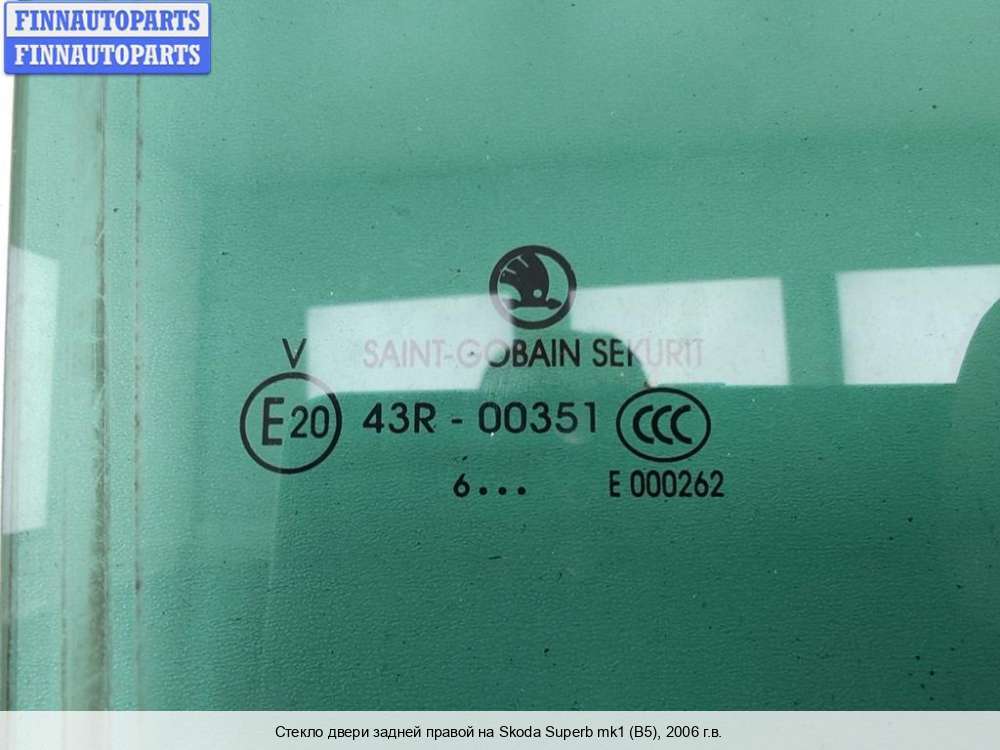 FINNAUTOPARTS
FINNAUTOPARTS
V
SAINT-GOBAIN SEKURIT
E20 43R - 00351 CCC
6... E 000262
Стекло двери задней правой на Skoda Superb mk1 (B5), 2006 г.в.